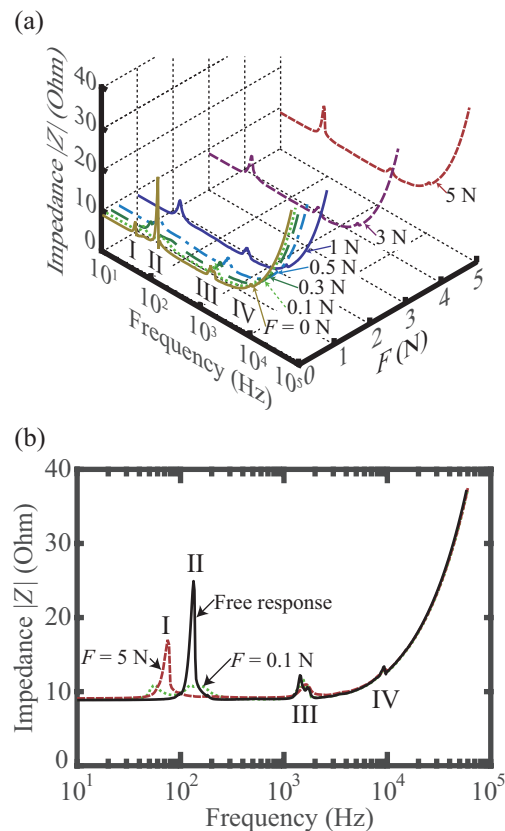 (a)
Impedance |Z| (Ohm)
40
30
20
10
0
I
II
III
IV
10¹
10²
10³
10⁴
10⁵
Frequency (Hz)
0
1
2
3
4
5
F (N)
5 N
3 N
1 N
0.5 N
0.3 N
0.1 N
F = 0 N
(b)
Impedance |Z| (Ohm)
40
30
20
10
0
II
I
Free response
F = 5 N
F = 0.1 N
III
IV
10¹ 10² 10³ 10⁴ 10⁵
Frequency (Hz)